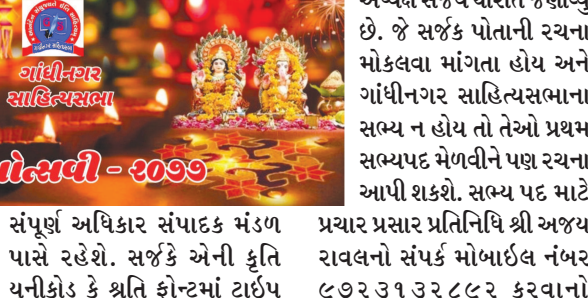 ગાંધીનગર
સાહિત્યસભા
ત્સવી - ૨૦૭૭
સંપૂર્ણ અધિકાર સંપાદક મંડળ
પાસે રહેશે. સર્જકે એની કૃતિ
યુનીકોડ કે શ્રુતિ ફોન્ટમાં ટાઇપ
છે. જે સર્જક પોતાની રચના
મોકલવા માંગતા હોય અને
ગાંધીનગર સાહિત્યસભાના
સભ્ય ન હોય તો તેઓ પ્રથમ
સભ્યપદ મેળવીને પણ રચના
આપી શકશે. સભ્ય પદ માટે
પ્રચાર પ્રસાર પ્રતિનિધિ શ્રી અજય
રાવલનો સંપર્ક મોબાઇલ નંબર
૯૭૨૩૧૩૨૮૯૨ કરવાનો